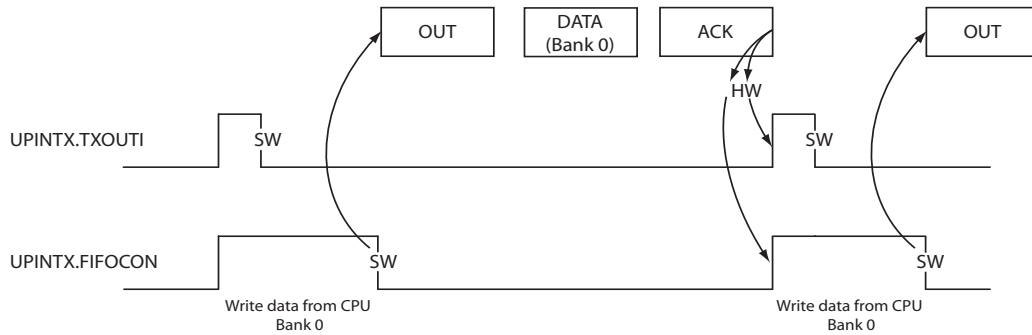 OUT
DATA
(Bank 0)
ACK
OUT
HW
UPINTX.TXOUTI
SW
SW
UPINTX.FIFOCON
SW
SW
Write data from CPU
Bank 0
Write data from CPU
Bank 0